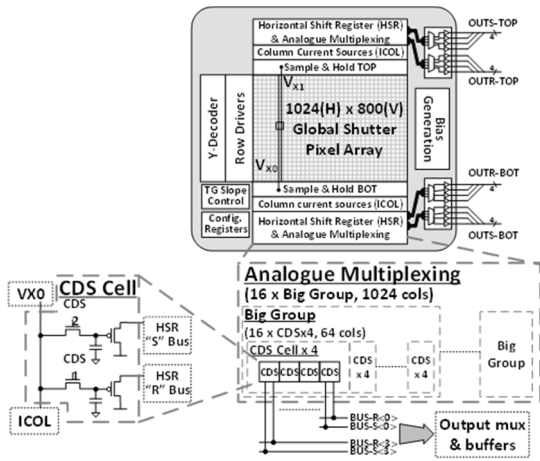 Horizontal Shift Register (HSR)
& Analogue Multiplexing
Column Current Sources (ICOL)
Sample & Hold TOP
VX1
1024(H) x 800(V)
Global Shutter
Pixel Array
VX0
Y-Decoder
Row Drivers
Bias
Generation
OUTS-TOP
4
OUTR-TOP
4
TG Slope
Control
Config.
Registers
Sample & Hold BOT
Column current sources (ICOL)
Horizontal Shift Register (HSR)
& Analogue Multiplexing
OUTR-BOT
4
OUTS-BOT
4
VX0
CDS Cell
CDS
HSR
"S" Bus
CDS
HSR
"R" Bus
ICOL
Analogue Multiplexing
(16 x Big Group, 1024 cols)
Big Group
(16 x CDSx4, 64 cols)
CDS Cell x 4
CDS CDS CDS CDS
CDS
x 4
CDS
x 4
Big
Group
BUS-R<0>
BUS-S<0>
BUS-R<3>
BUS-S<3>
Output mux
& buffers